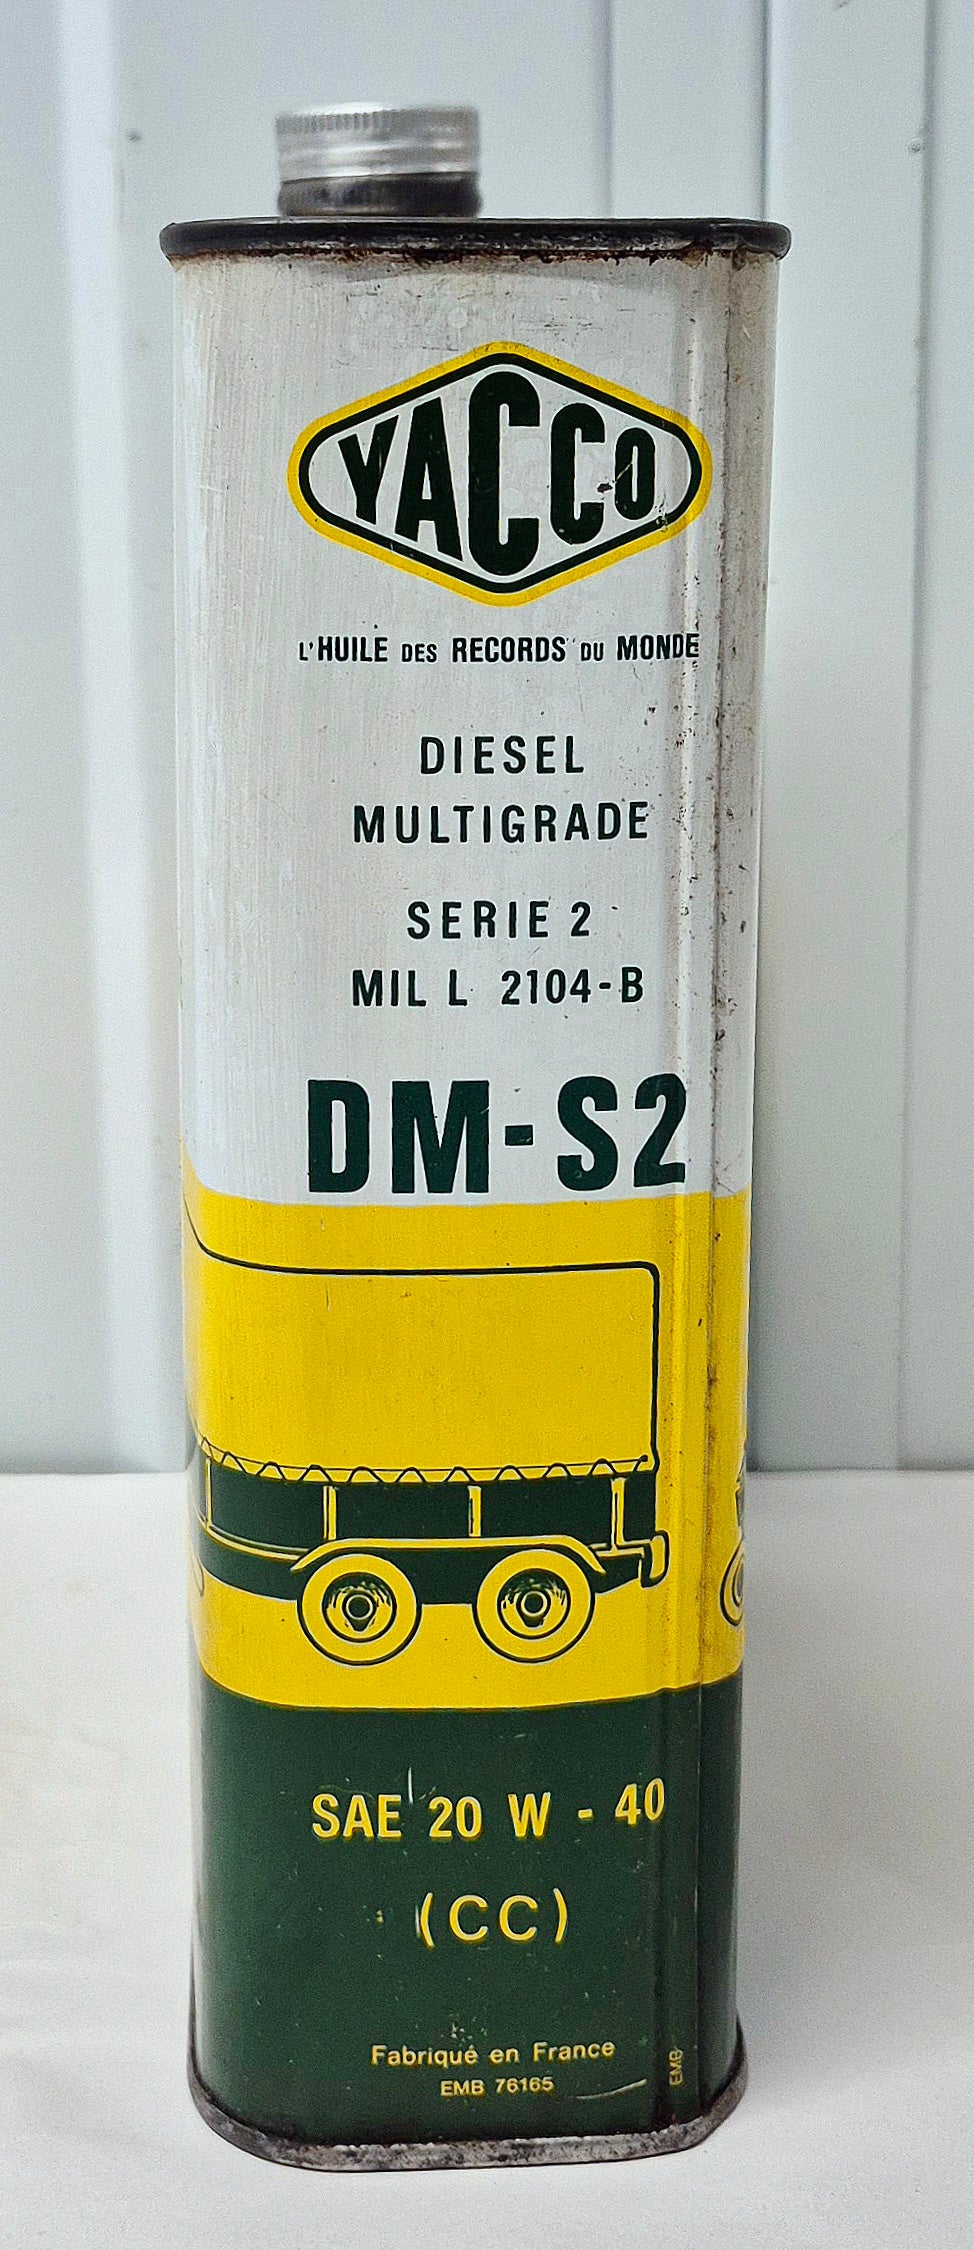 YACCO
L'HUILE DES RECORDS DU MONDE
DIESEL
MULTIGRADE
SERIE 2
MIL L 2104-B
DM-S2
SAE 20 W - 40
(CC)
Fabriqué en France
EMB 76165
EMB